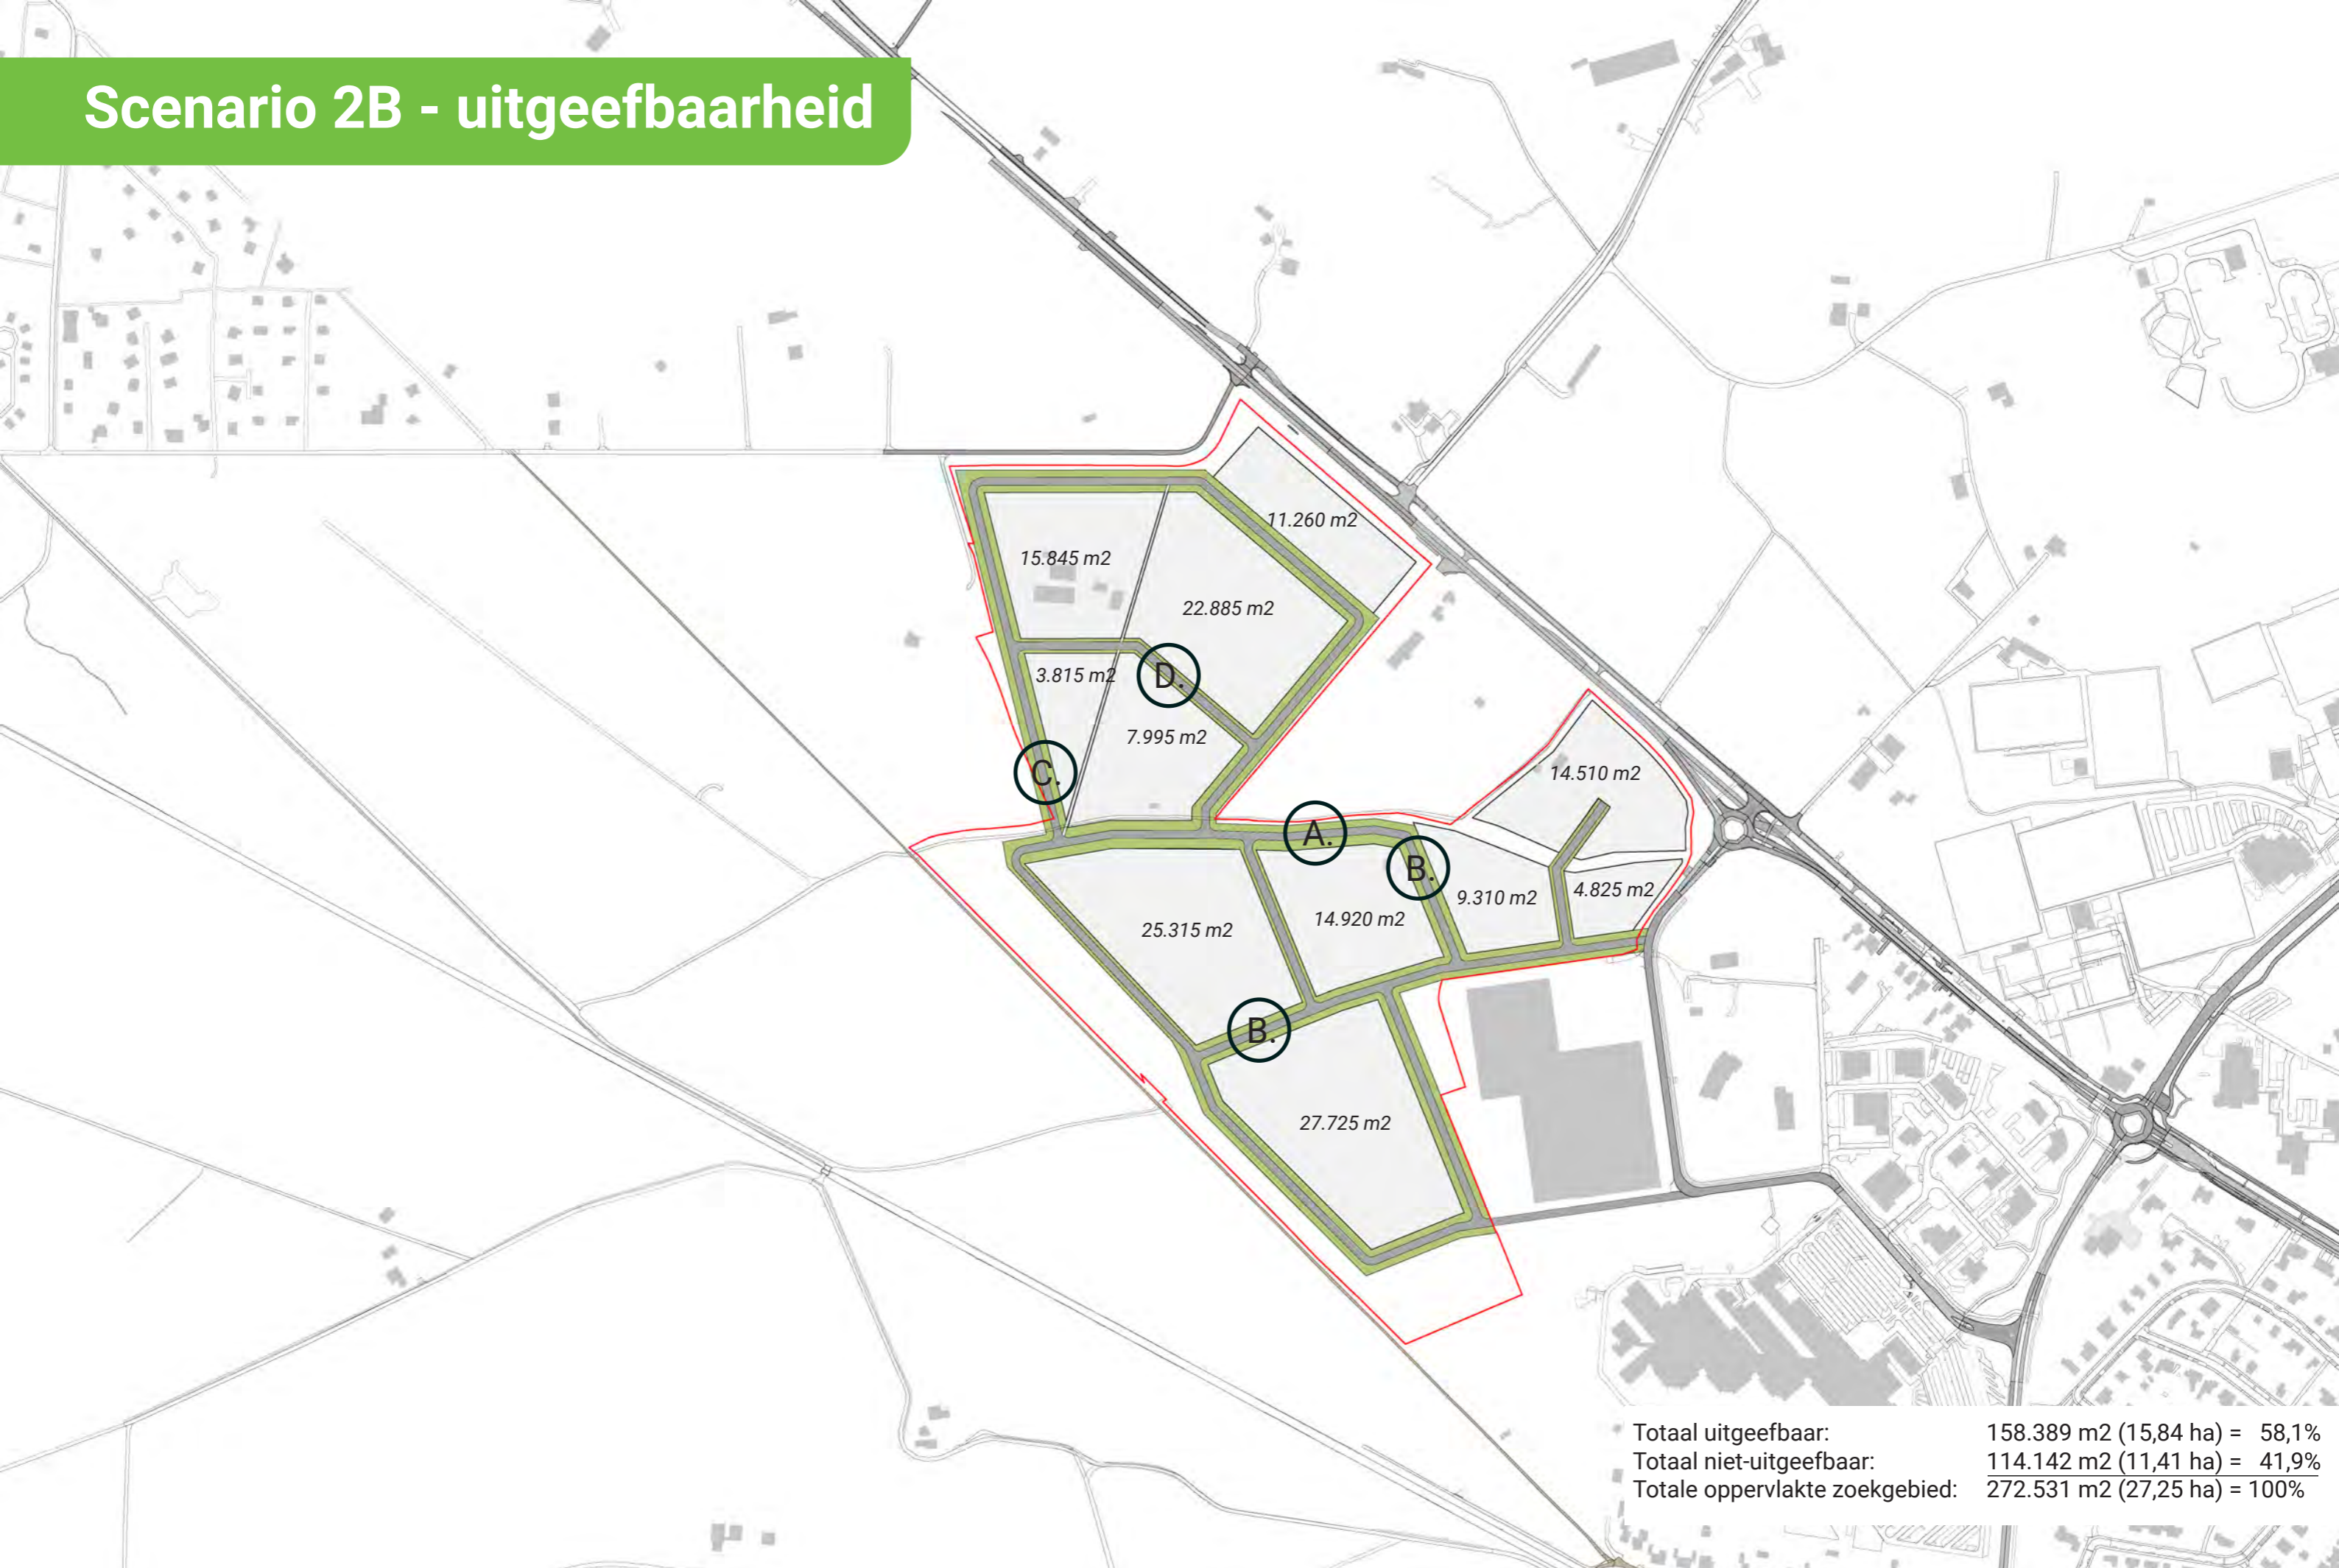 Scenario 2B - uitgeefbaarheid
11.260 m2
15.845 m2
22.885 m2
3.815 m2
D.
7.995 m2
C.
14.510 m2
A.
B.
9.310 m2
4.825 m2
25.315 m2
14.920 m2
B.
27.725 m2
Totaal uitgeefbaar: 158.389 m2 (15,84 ha) = 58,1%
Totaal niet-uitgeefbaar: 114.142 m2 (11,41 ha) = 41,9%
Totale oppervlakte zoekgebied: 272.531 m2 (27,25 ha) = 100%